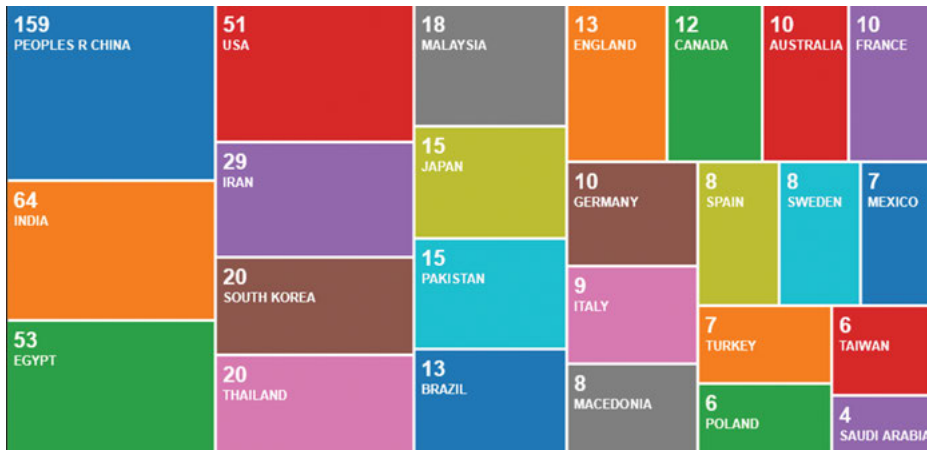 159
PEOPLES R CHINA
64
INDIA
53
EGYPT
51
USA
29
IRAN
20
SOUTH KOREA
20
THAILAND
18
MALAYSIA
15
JAPAN
15
PAKISTAN
13
BRAZIL
13
ENGLAND
12
CANADA
10
AUSTRALIA
10
FRANCE
10
GERMANY
9
ITALY
8
MACEDONIA
8
SPAIN
8
SWEDEN
7
MEXICO
7
TURKEY
6
TAIWAN
6
POLAND
4
SAUDI ARABIA